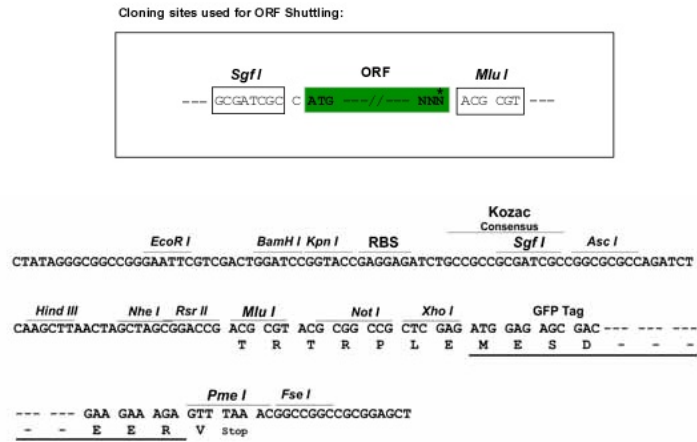 Cloning sites used for ORF Shuttling:
Sgf I ORF Mlu I
--- GCGATCGC C ATG ---//--- NNN* ACG CGT ---
Kozac
Consensus
EcoR I BamH I Kpn I RBS Sgf I Asc I
CTATAGGGCGGCCGGGAATTCGTCGACTGGATCCGGTACCGAGGAGATCTGCCGCCGCGATCGCCGGCGCGCCAGATCT
Hind III Nhe I Rsr II Mlu I Not I Xho I GFP Tag
CAAGCTTAACTAGCTAGCGGACCG ACG CGT ACG CGG CCG CTC GAG ATG GAG AGC GAC --- --- ---
T R T R P L E M E S D - - -
Pme I Fse I
--- --- GAA GAA AGA GTT TAA ACGGCCGGCCGCGGAGCT
- - E E R V Stop